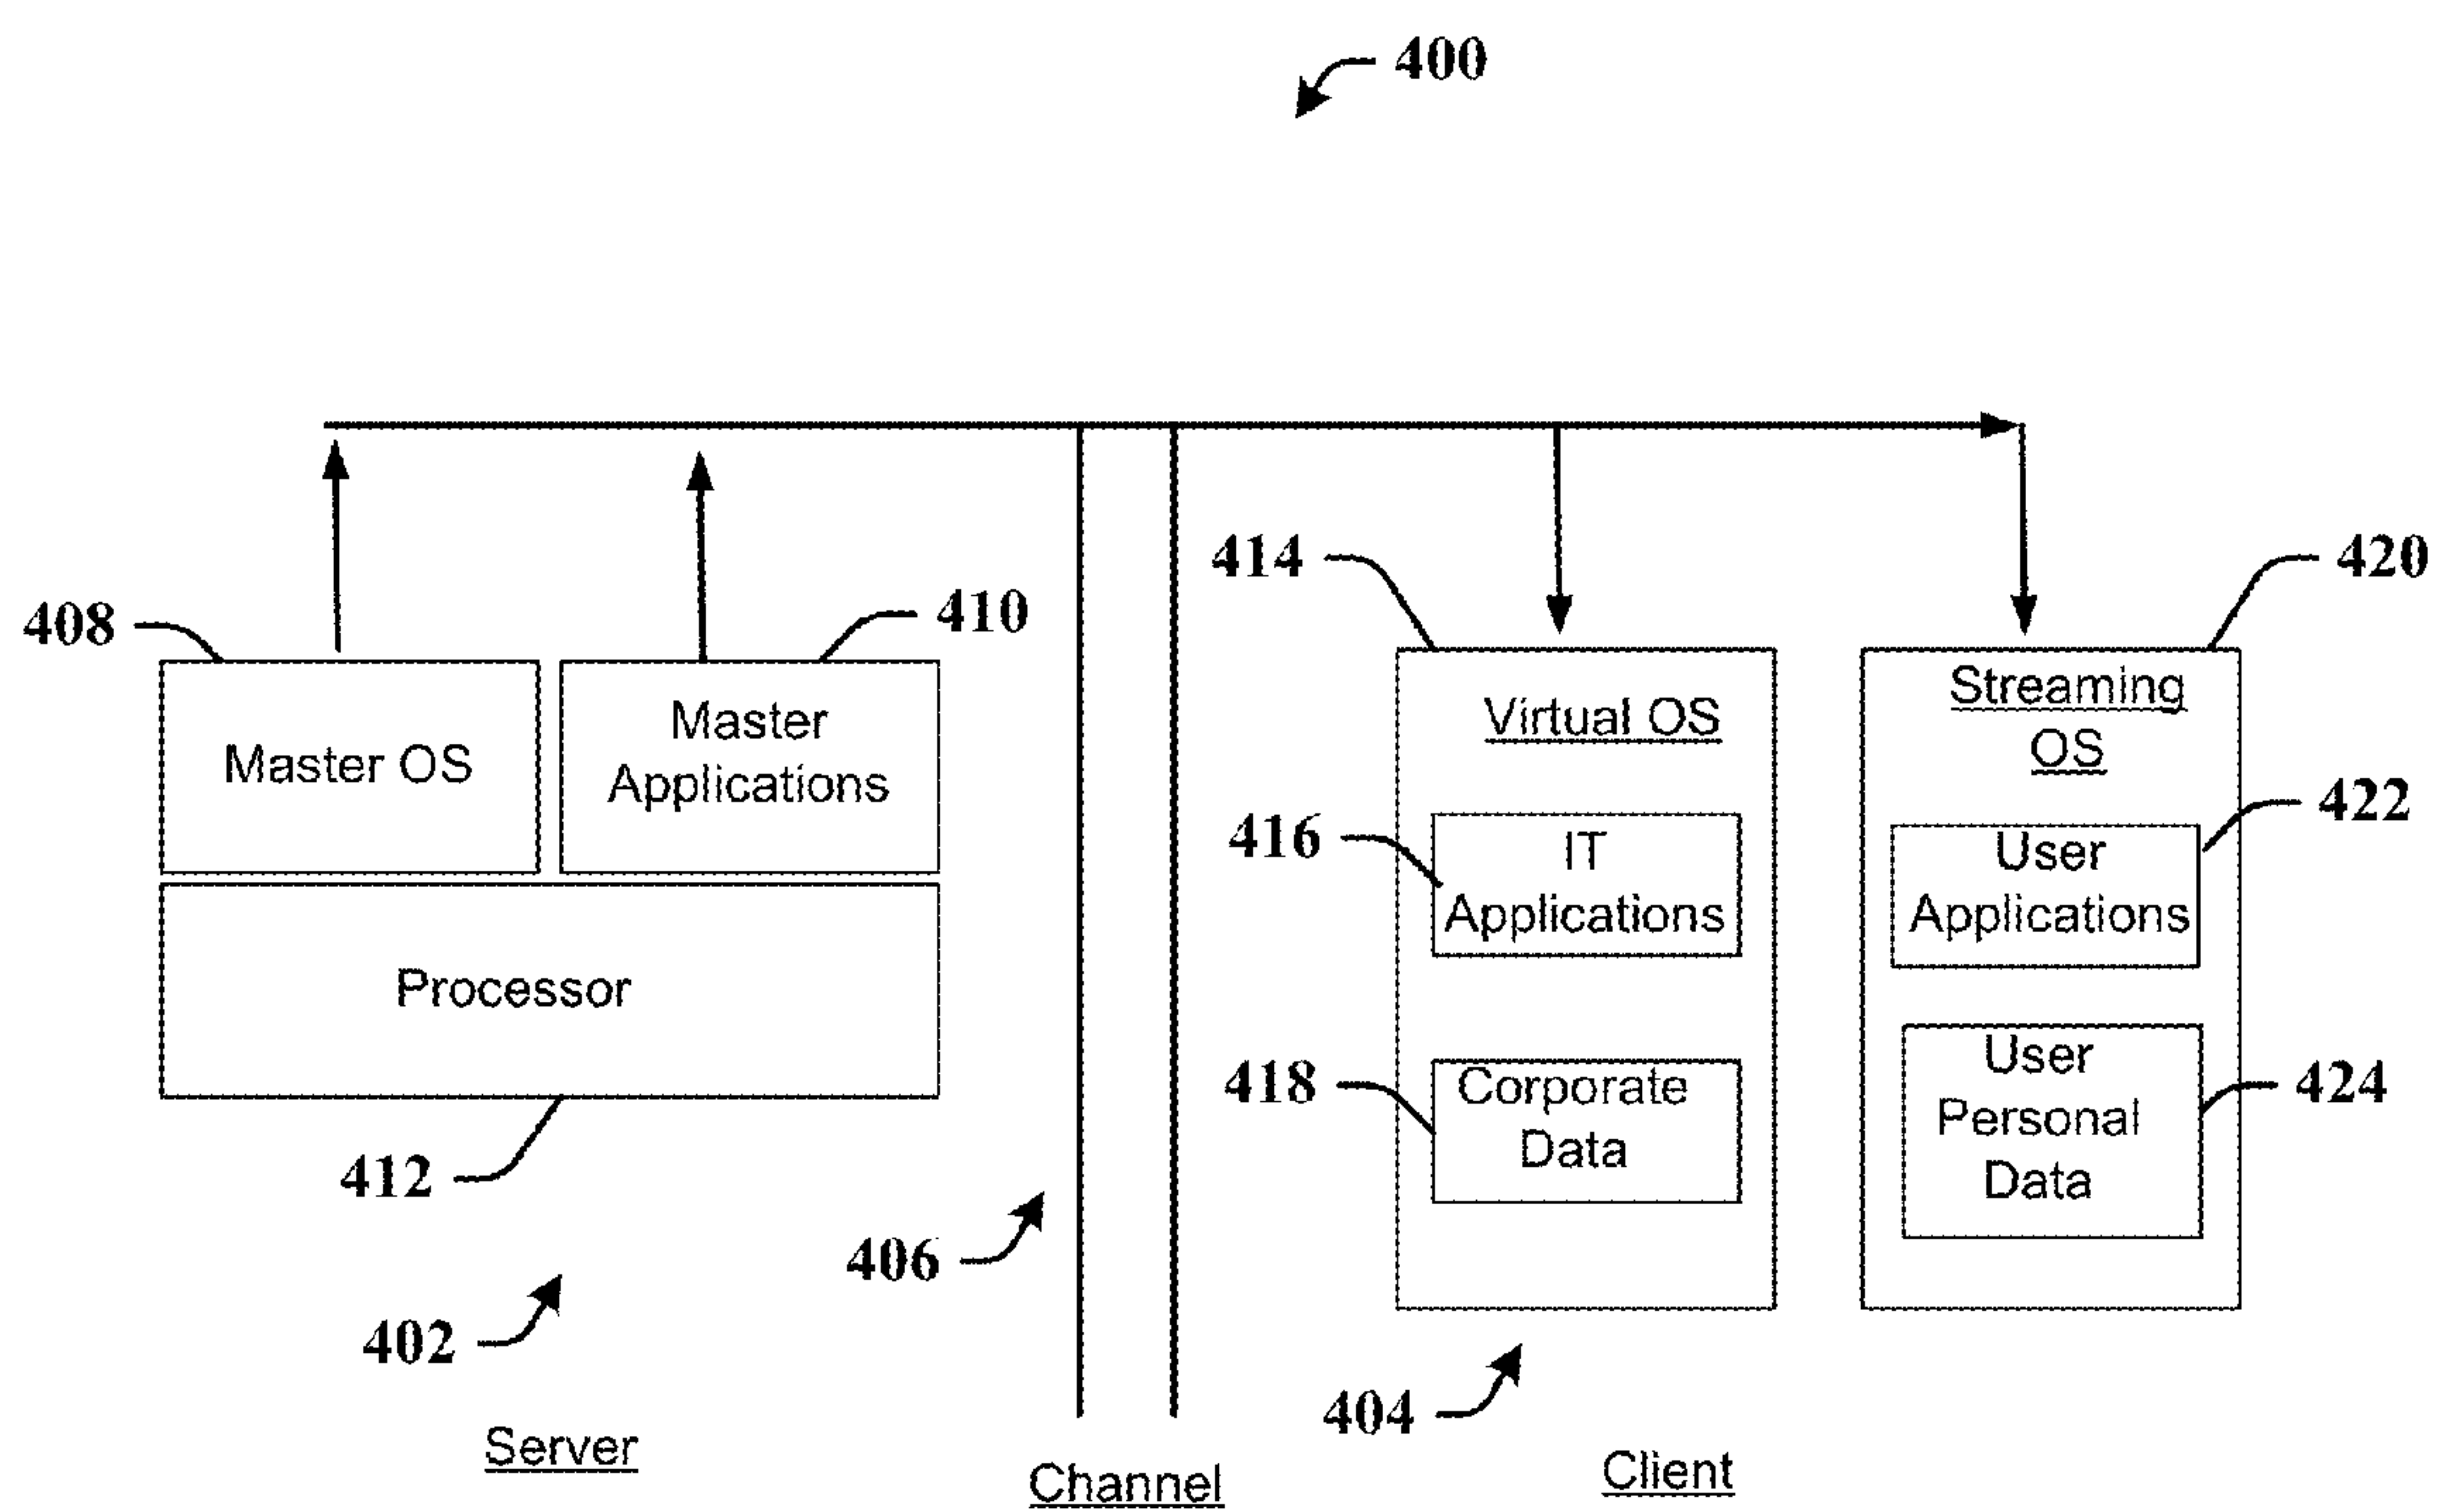 400
414
420
408
410
Master OS
Master
Applications
Virtual OS
Streaming
OS
416
IT
Applications
422
User
Applications
Processor
418
Corporate
Data
User
Personal
Data
424
412
406
402
404
Server
Channel
Client